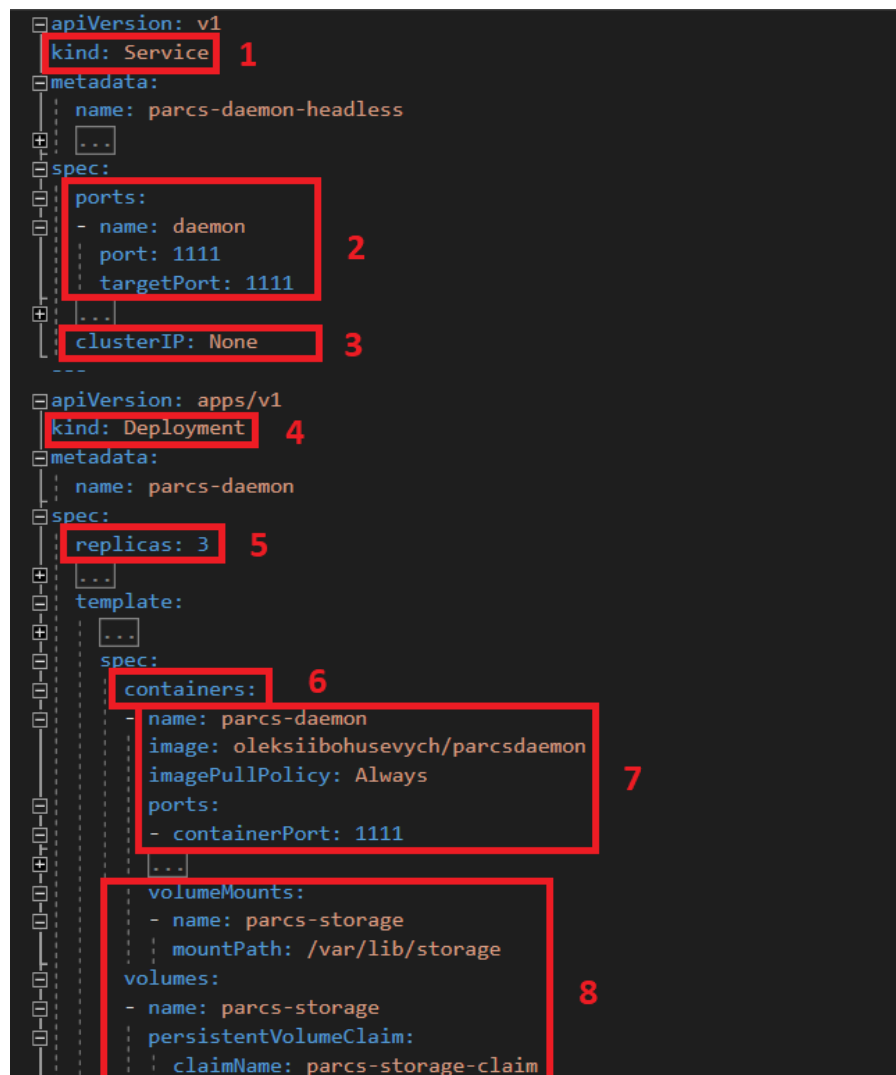 apiVersion: v1
kind: Service 1
metadata:
name: parcs-daemon-headless
...
spec:
ports:
- name: daemon
port: 1111 2
targetPort: 1111
...
clusterIP: None 3
---
apiVersion: apps/v1
kind: Deployment 4
metadata:
name: parcs-daemon
spec:
replicas: 3 5
...
template:
...
spec:
containers: 6
- name: parcs-daemon
image: oleksiibohusevych/parcsdaemon
imagePullPolicy: Always 7
ports:
- containerPort: 1111
...
volumeMounts:
- name: parcs-storage
mountPath: /var/lib/storage
volumes:
- name: parcs-storage 8
persistentVolumeClaim:
claimName: parcs-storage-claim